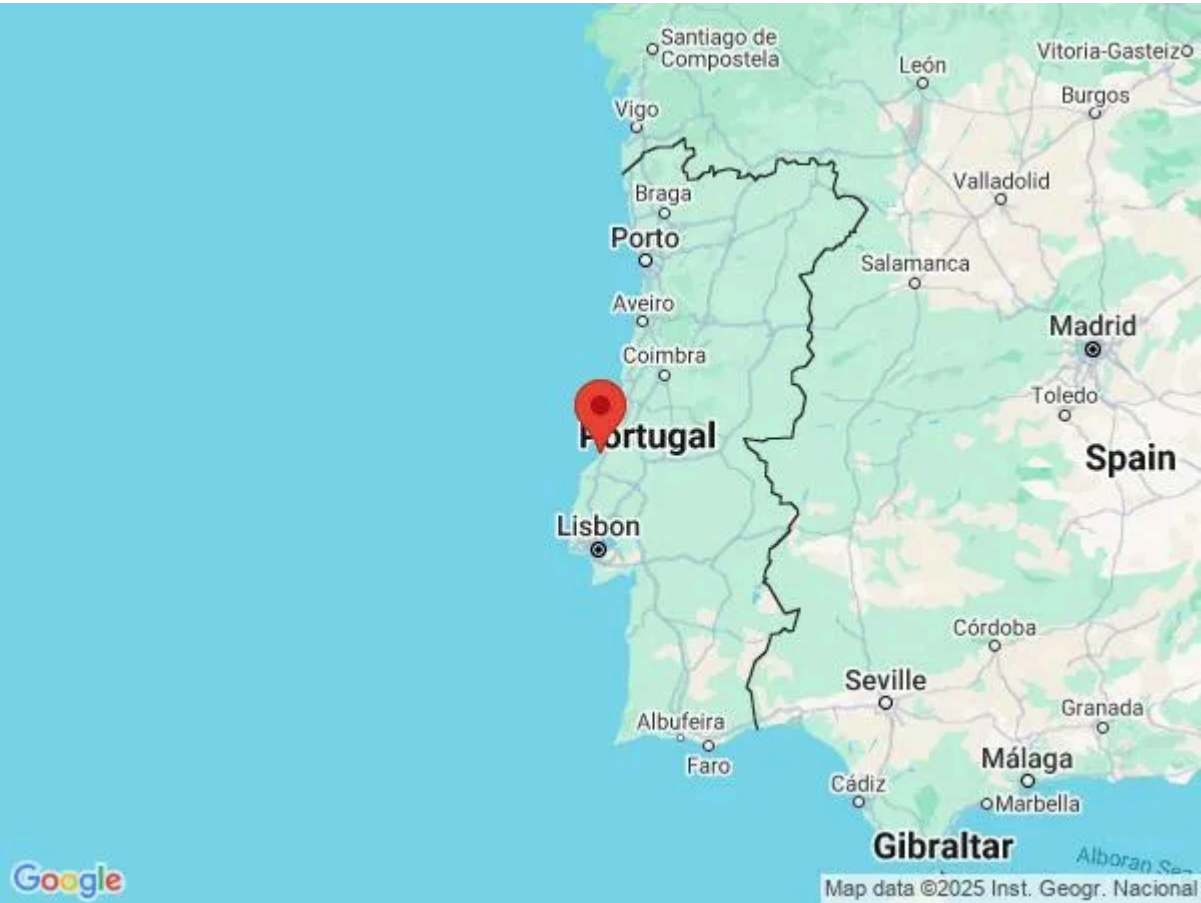 Santiago de
Compostela
Vitoria-Gasteiz
León
Burgos
Vigo
Valladolid
Braga
Porto
Salamanca
Aveiro
Madrid
Coimbra
Toledo
Portugal
Spain
Lisbon
Córdoba
Seville
Granada
Albufeira
Málaga
Faro
Cádiz
Marbella
Gibraltar
Alboran Sea
Google
Map data ©2025 Inst. Geogr. Nacional